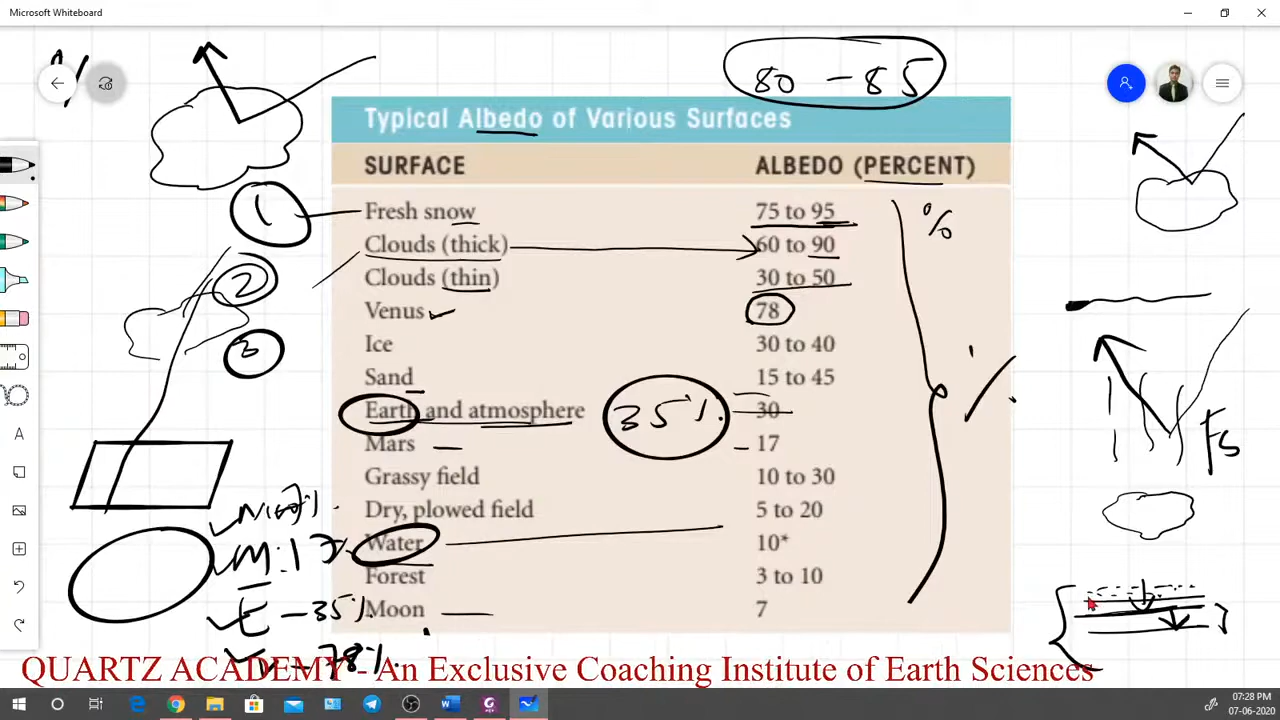 Microsoft Whiteboard
80 - 85
Typical Albedo of Various Surfaces
SURFACE ALBEDO (PERCENT)
1 Fresh snow 75 to 95 %
Clouds (thick) 60 to 90
2 Clouds (thin) 30 to 50
Venus 78
3 Ice 30 to 40
Sand 15 to 45
Earth and atmosphere 35% 30
Mars 17
Grassy field 10 to 30
Dry, plowed field 5 to 20
Water 10*
Forest 3 to 10
E - 35% Moon 7
- 78%
QUARTZ ACADEMY - An Exclusive Coaching Institute of Earth Sciences
07:28 PM
07-06-2020